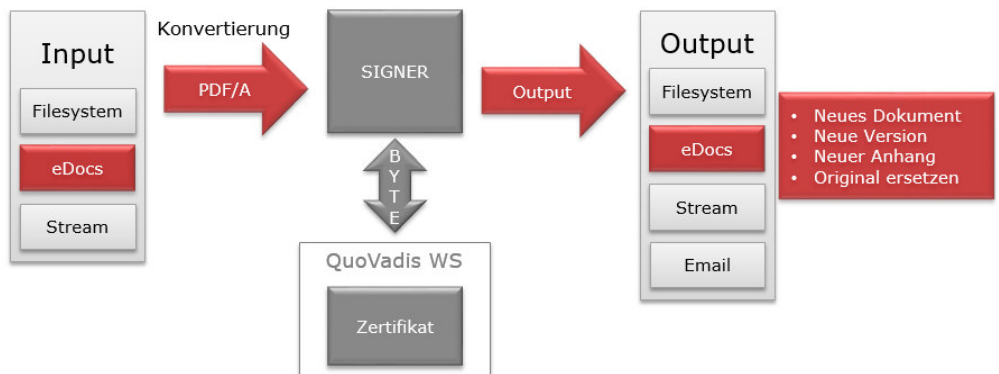 Input
Filesystem
eDocs
Stream
Konvertierung
PDF/A
SIGNER
BYTE
QuoVadis WS
Zertifikat
Output
Output
Filesystem
eDocs
Stream
Email
• Neues Dokument
• Neue Version
• Neuer Anhang
• Original ersetzen